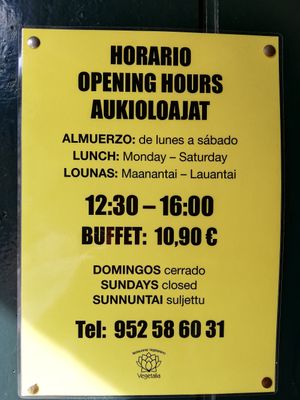 HORARIO
OPENING HOURS
AUKIOLOAJAT
ALMUERZO: de lunes a sábado
LUNCH: Monday – Saturday
LOUNAS: Maanantai – Lauantai
12:30 – 16:00
BUFFET: 10,90 €
DOMINGOS cerrado
SUNDAYS closed
SUNNUNTAI suljettu
Tel: 952 58 60 31
Vegetalia